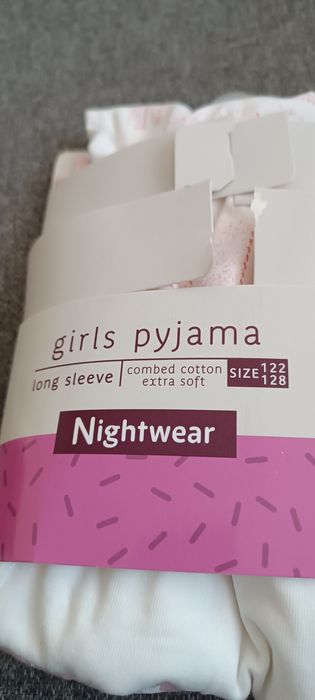 girls pyjama
long sleeve
combed cotton
extra soft
SIZE 122
128
Nightwear